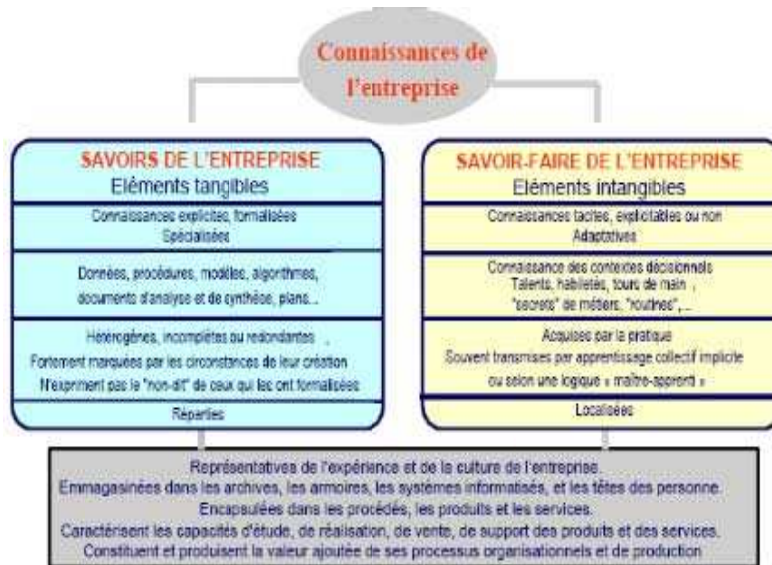 Connaissances de
l'entreprise
SAVOIRS DE L'ENTREPRISE
Eléments tangibles
Connaissances explicites, formalisées
Spécialisées
Données, procédures, modèles, algorithmes,
documents d'analyse et de synthèse, plans...
Hétérogènes, incomplètes ou redontantes ,
Fortement marquées par les circonstances de leur création
N'expriment pas le "non-dit" de ceux qui les ont formalisées
Réparties
SAVOIR-FAIRE DE L'ENTREPRISE
Eléments intangibles
Connaissances tacites, explicitables ou non
Adaptatives
Connaissance des contextes décisionnels
Talents, habiletés, tours de main ,
"secrets" de métiers, "routines",...
Acquises par la pratique
Souvent transmises par apprentissage collectif implicite
ou selon une logique « maître-apprenti »
Localisées
Représentatives de l'expérience et de la culture de l'entreprise.
Emmagasinées dans les archives, les armoires, les systèmes informatisés, et les têtes des personne.
Encapsulées dans les procédés, les produits et les services.
Caractérisent les capacités d'étude, de réalisation, de vente, de support des produits et des services.
Constituent et produisent la valeur ajoutée de ses processus organisationnels et de production